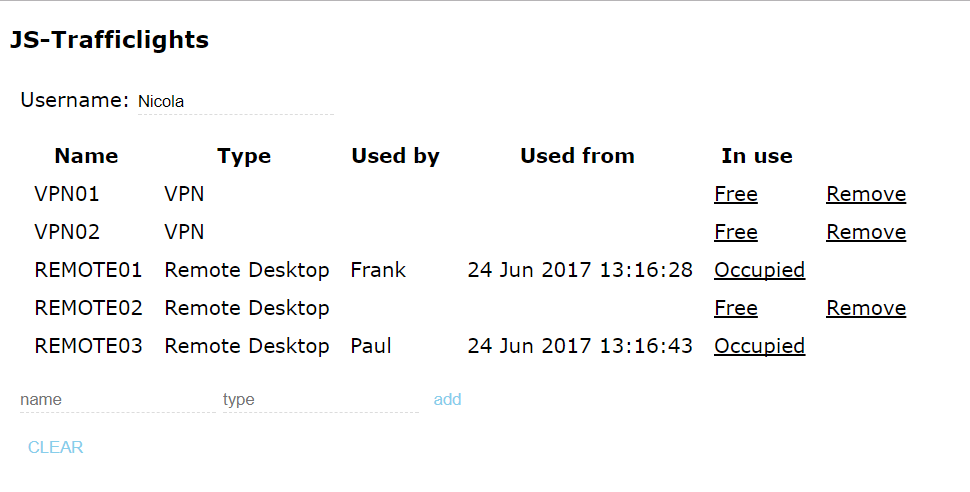 JS-Trafficlights
Username: Nicola
Name Type Used by Used from In use
VPN01 VPN Free Remove
VPN02 VPN Free Remove
REMOTE01 Remote Desktop Frank 24 Jun 2017 13:16:28 Occupied
REMOTE02 Remote Desktop Free Remove
REMOTE03 Remote Desktop Paul 24 Jun 2017 13:16:43 Occupied
name type add
CLEAR